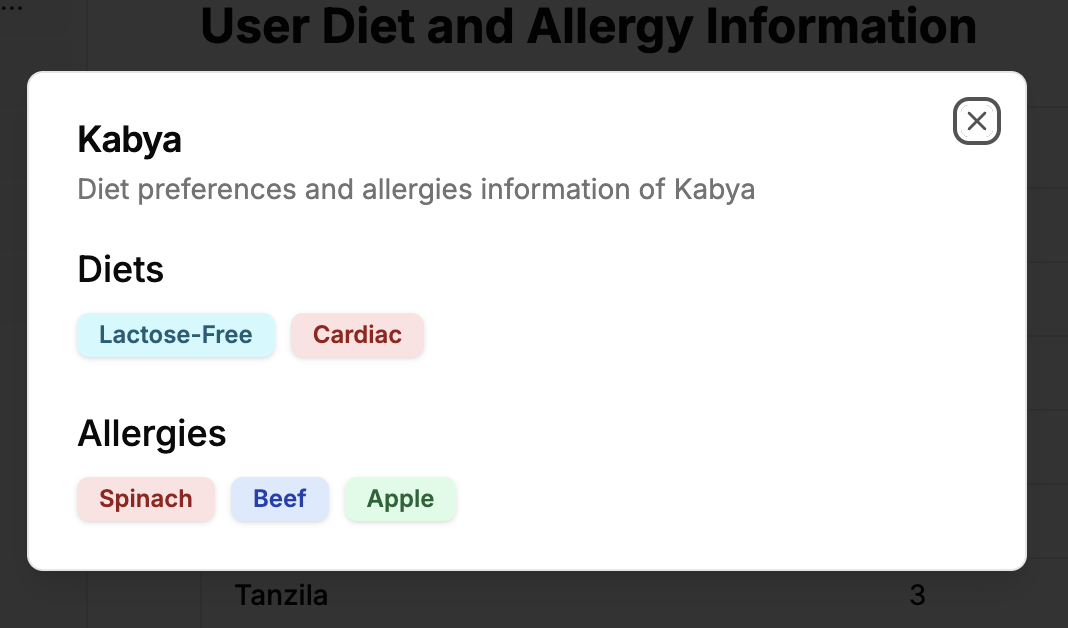 ...
User Diet and Allergy Information
Kabya
Diet preferences and allergies information of Kabya
Diets
Lactose-Free Cardiac
Allergies
Spinach Beef Apple
Tanzila 3